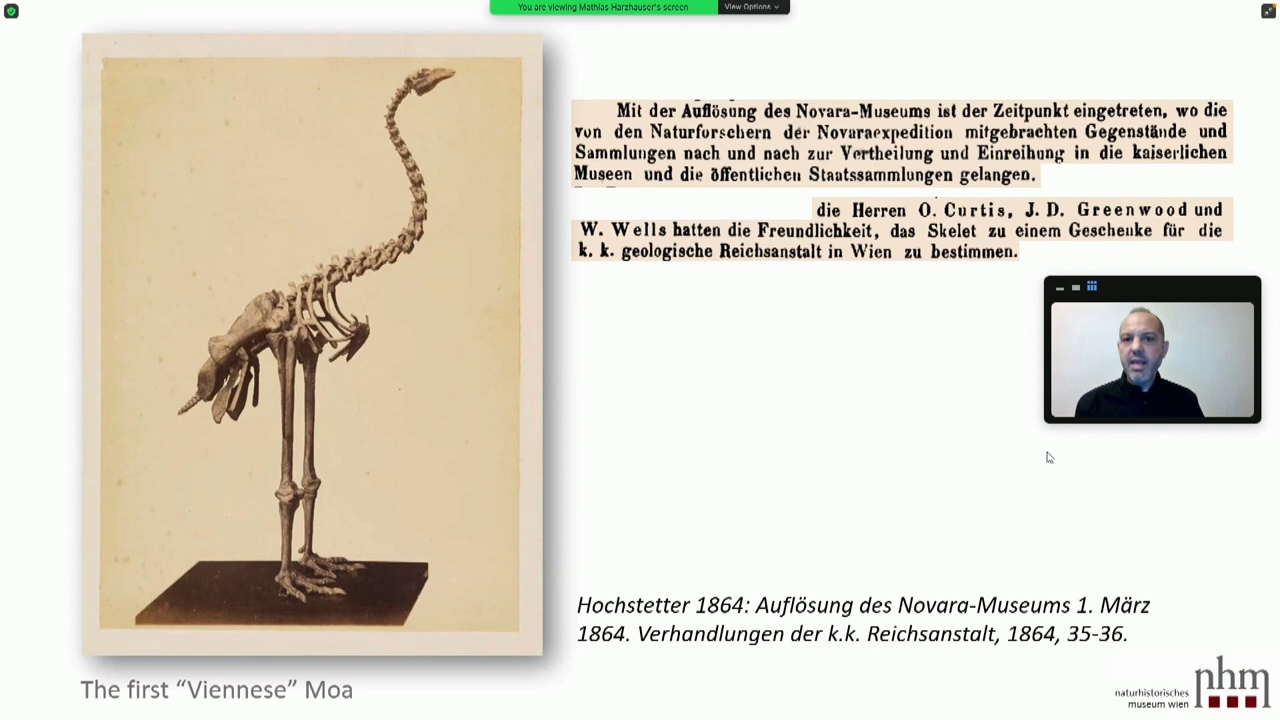 You are viewing Mathias Harzhauser's screen
View Options
Mit der Auflösung des Novara-Museums ist der Zeitpunkt eingetreten, wo die
von den Naturforschern der Novaraexpedition mitgebrachten Gegenstände und
Sammlungen nach und nach zur Vertheilung und Einreihung in die kaiserlichen
Museen und die öffentlichen Staatssammlungen gelangen.
die Herren O. Curtis, J. D. Greenwood und
W. Wells hatten die Freundlichkeit, das Skelet zu einem Geschenke für die
k. k. geologische Reichsanstalt in Wien zu bestimmen.
Hochstetter 1864: Auflösung des Novara-Museums 1. März
1864. Verhandlungen der k.k. Reichsanstalt, 1864, 35-36.
The first “Viennese” Moa
naturhistorisches
museum wien
nhm